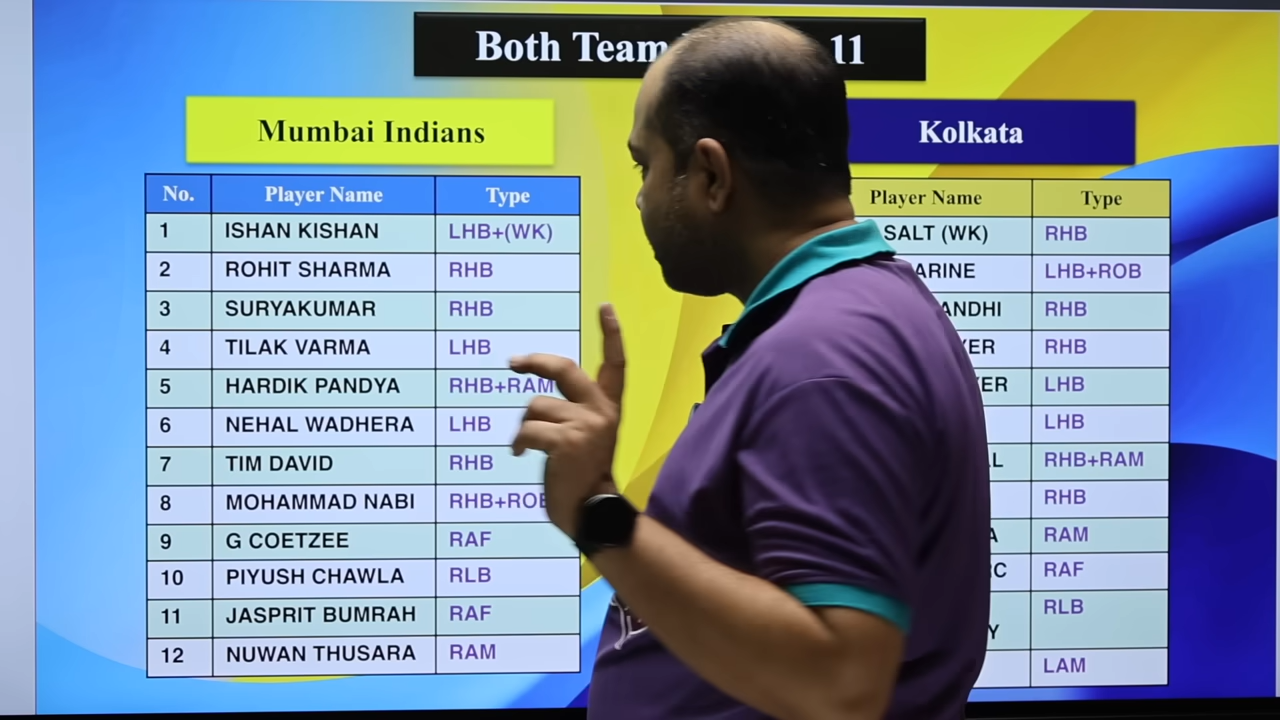 Both Team 11
Mumbai Indians
Kolkata
No. Player Name Type
1 ISHAN KISHAN LHB+(WK)
2 ROHIT SHARMA RHB
3 SURYAKUMAR RHB
4 TILAK VARMA LHB
5 HARDIK PANDYA RHB+RAM
6 NEHAL WADHERA LHB
7 TIM DAVID RHB
8 MOHAMMAD NABI RHB+ROB
9 G COETZEE RAF
10 PIYUSH CHAWLA RLB
11 JASPRIT BUMRAH RAF
12 NUWAN THUSARA RAM
Player Name Type
SALT (WK) RHB
ARINE LHB+ROB
ANDHI RHB
YER RHB
YER LHB
LHB
L RHB+RAM
RHB
A RAM
RC RAF
RLB
Y
LAM